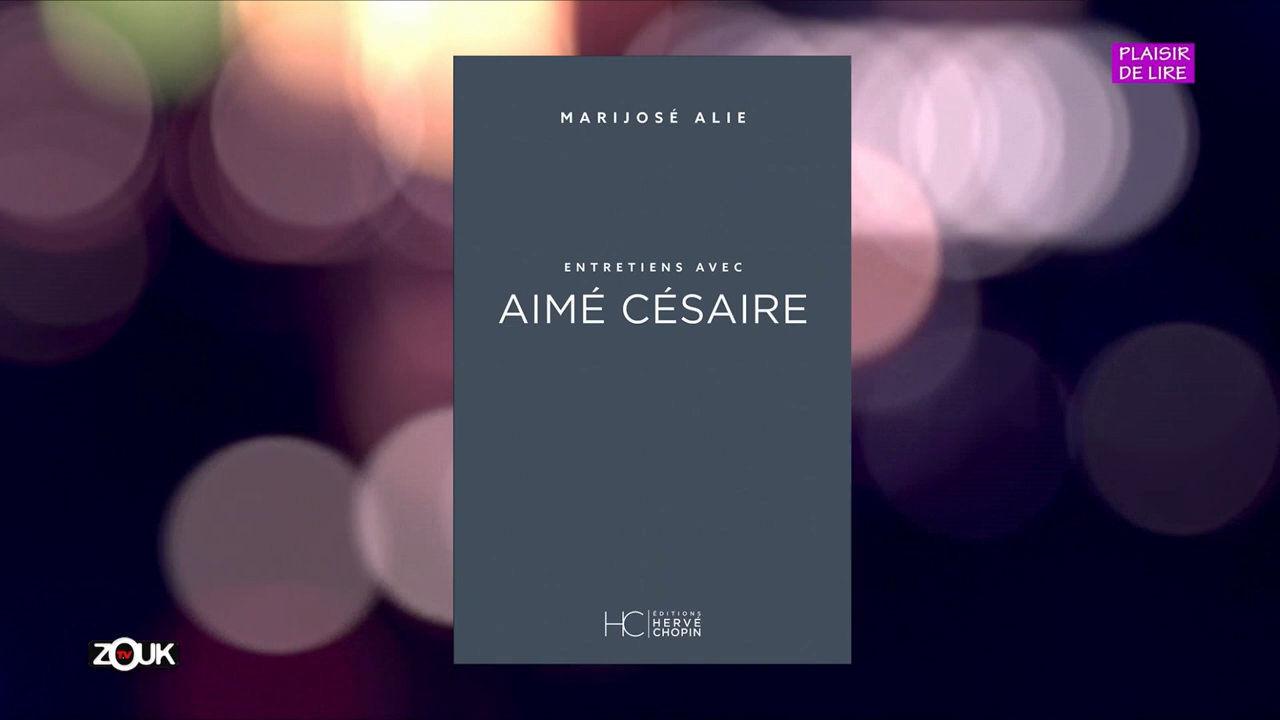 PLAISIR
DE LIRE
MARIJOSÉ ALIE
ENTRETIENS AVEC
AIMÉ CÉSAIRE
HC ÉDITIONS
HERVÉ
CHOPIN
ZOUK TV